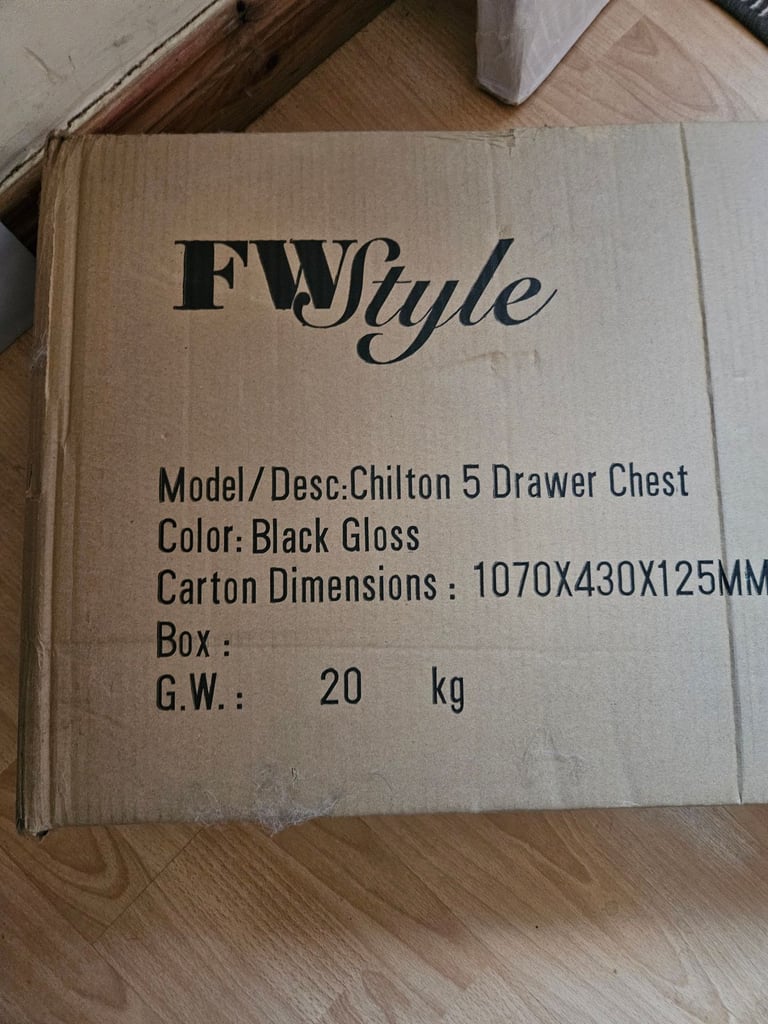 FWStyle
Model/Desc:Chilton 5 Drawer Chest
Color: Black Gloss
Carton Dimensions : 1070X430X125MM
Box :
G.W. : 20 kg